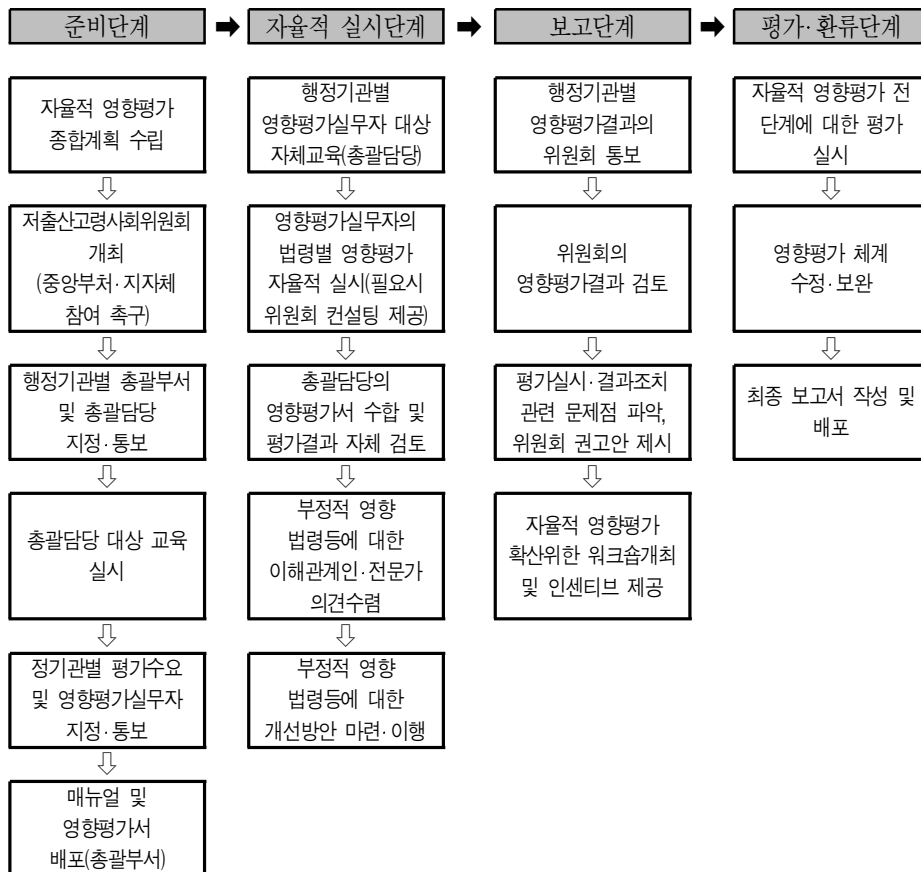 준비단계 ➡ 자율적 실시단계 ➡ 보고단계 ➡ 평가·환류단계
자율적 영향평가
종합계획 수립
⇩
저출산고령사회위원회
개최
(중앙부처·지자체
참여 촉구)
⇩
행정기관별 총괄부서
및 총괄담당
지정·통보
⇩
총괄담당 대상 교육
실시
⇩
정기관별 평가수요
및 영향평가실무자
지정·통보
⇩
매뉴얼 및
영향평가서
배포(총괄부서)
행정기관별
영향평가실무자 대상
자체교육(총괄담당)
⇩
영향평가실무자의
법령별 영향평가
자율적 실시(필요시
위원회 컨설팅 제공)
⇩
총괄담당의
영향평가서 수합 및
평가결과 자체 검토
⇩
부정적 영향
법령등에 대한
이해관계인·전문가
의견수렴
⇩
부정적 영향
법령등에 대한
개선방안 마련·이행
행정기관별
영향평가결과의
위원회 통보
⇩
위원회의
영향평가결과 검토
⇩
평가실시·결과조치
관련 문제점 파악,
위원회 권고안 제시
⇩
자율적 영향평가
확산위한 워크숍개최
및 인센티브 제공
자율적 영향평가 전
단계에 대한 평가
실시
⇩
영향평가 체계
수정·보완
⇩
최종 보고서 작성 및
배포